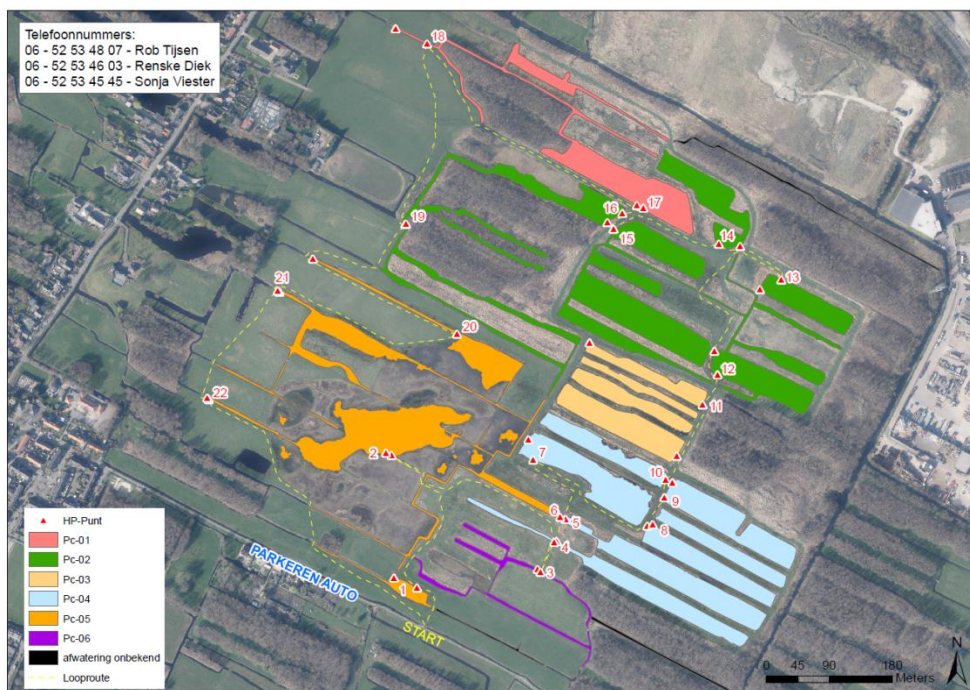 Telefoonnummers:
06 - 52 53 48 07 - Rob Tijsen
06 - 52 53 46 03 - Renske Diek
06 - 52 53 45 45 - Sonja Viester
18
17
16
19
15
14
13
21
20
12
22
11
2
7
10
9
6
5
8
4
3
1
PARKEREN AUTO
START
HP-Punt
Pc-01
Pc-02
Pc-03
Pc-04
Pc-05
Pc-06
afwatering onbekend
Looproute
N
0 45 90 180
Meters